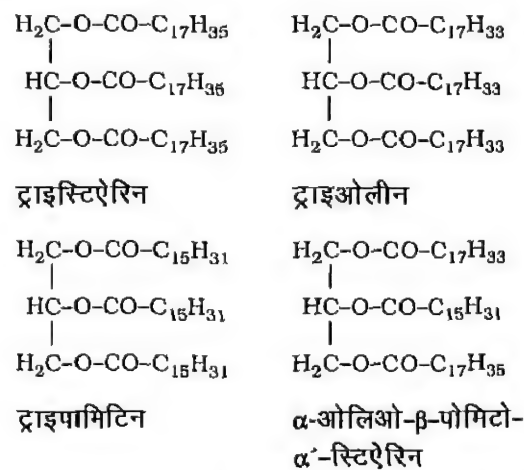 H₂C-O-CO-C₁₇H₃₅
HC-O-CO-C₁₇H₃₅
H₂C-O-CO-C₁₇H₃₅
ट्राइस्टिऐरिन
H₂C-O-CO-C₁₇H₃₃
HC-O-CO-C₁₇H₃₃
H₂C-O-CO-C₁₇H₃₃
ट्राइओलीन
H₂C-O-CO-C₁₅H₃₁
HC-O-CO-C₁₅H₃₁
H₂C-O-CO-C₁₅H₃₁
ट्राइपामिटिन
H₂C-O-CO-C₁₇H₃₃
HC-O-CO-C₁₅H₃₁
H₂C-O-CO-C₁₇H₃₅
α-ओलिओ-β-पोमिटो-
α´-स्टिऐरिन